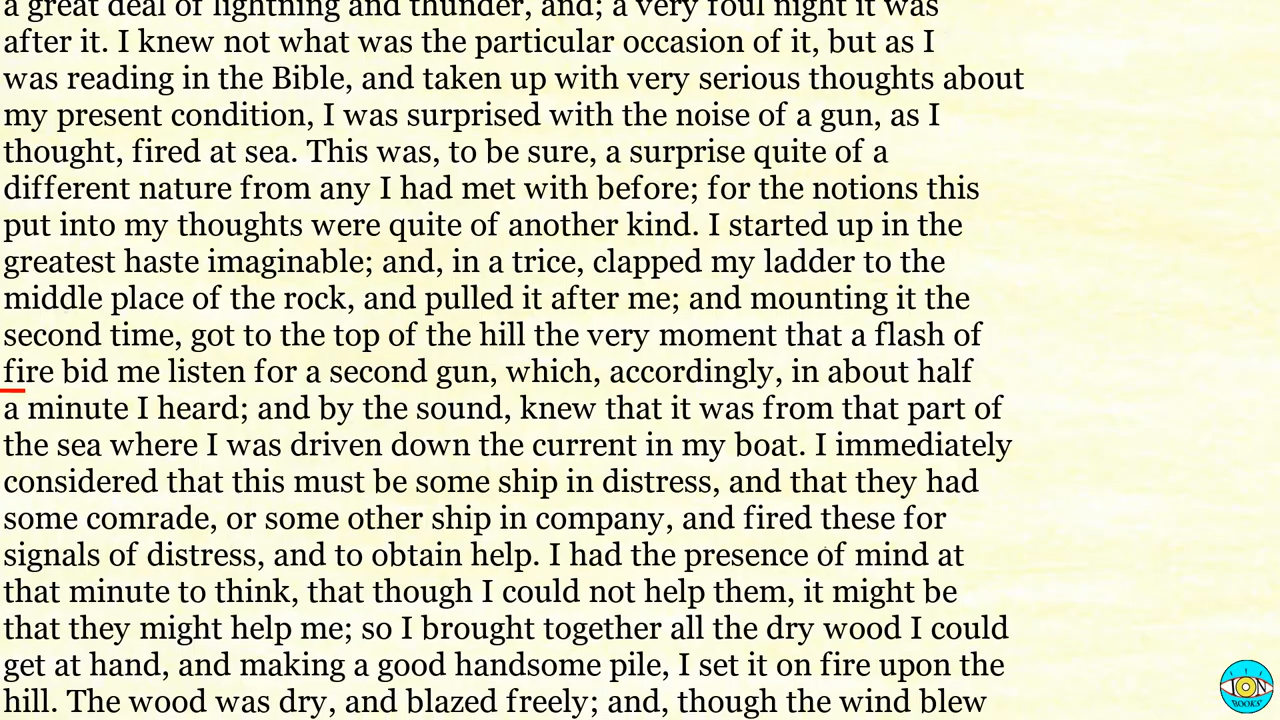 a great deal of lightning and thunder, and; a very foul night it was
after it. I knew not what was the particular occasion of it, but as I
was reading in the Bible, and taken up with very serious thoughts about
my present condition, I was surprised with the noise of a gun, as I
thought, fired at sea. This was, to be sure, a surprise quite of a
different nature from any I had met with before; for the notions this
put into my thoughts were quite of another kind. I started up in the
greatest haste imaginable; and, in a trice, clapped my ladder to the
middle place of the rock, and pulled it after me; and mounting it the
second time, got to the top of the hill the very moment that a flash of
fire bid me listen for a second gun, which, accordingly, in about half
a minute I heard; and by the sound, knew that it was from that part of
the sea where I was driven down the current in my boat. I immediately
considered that this must be some ship in distress, and that they had
some comrade, or some other ship in company, and fired these for
signals of distress, and to obtain help. I had the presence of mind at
that minute to think, that though I could not help them, it might be
that they might help me; so I brought together all the dry wood I could
get at hand, and making a good handsome pile, I set it on fire upon the
hill. The wood was dry, and blazed freely; and, though the wind blew
ION
BOOKS